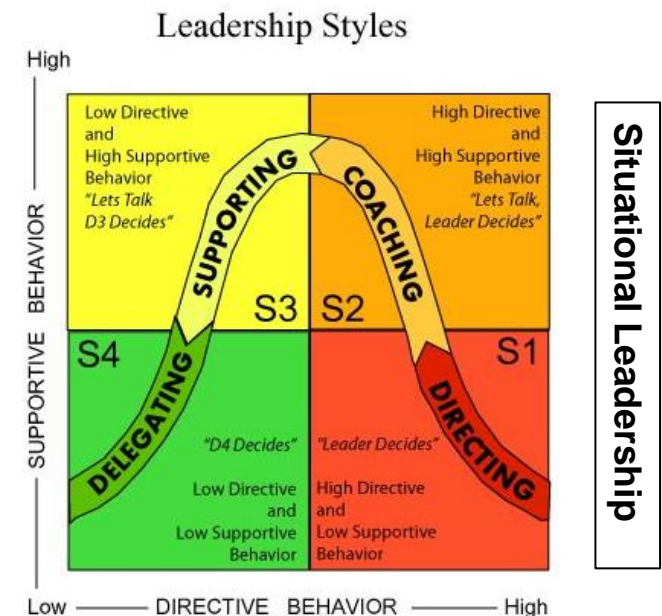 Leadership Styles
High
Low Directive
and
High Supportive
Behavior
"Lets Talk
D3 Decides"
High Directive
and
High Supportive
Behavior
"Lets Talk,
Leader Decides"
SUPPORTING
COACHING
S3
S2
S4
S1
DELEGATING
DIRECTING
"D4 Decides"
"Leader Decides"
Low Directive
and
Low Supportive
Behavior
High Directive
and
Low Supportive
Behavior
SUPPORTIVE BEHAVIOR
Low
DIRECTIVE BEHAVIOR
High
Situational Leadership